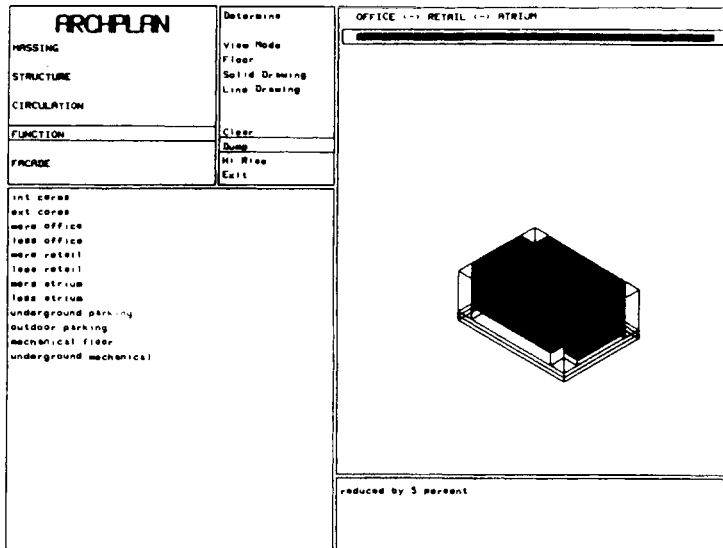 ARCHPLAN
MASSING
STRUCTURE
CIRCULATION
FUNCTION
FACADE
Determine
View Mode
Floor
Solid Drawing
Line Drawing
Clear
Dump
Hi Rise
Exit
OFFICE <-> RETAIL <-> ATRIUM
int cores
ext cores
more office
less office
more retail
less retail
more atrium
less atrium
underground parking
outdoor parking
mechanical floor
underground mechanical
reduced by 5 percent